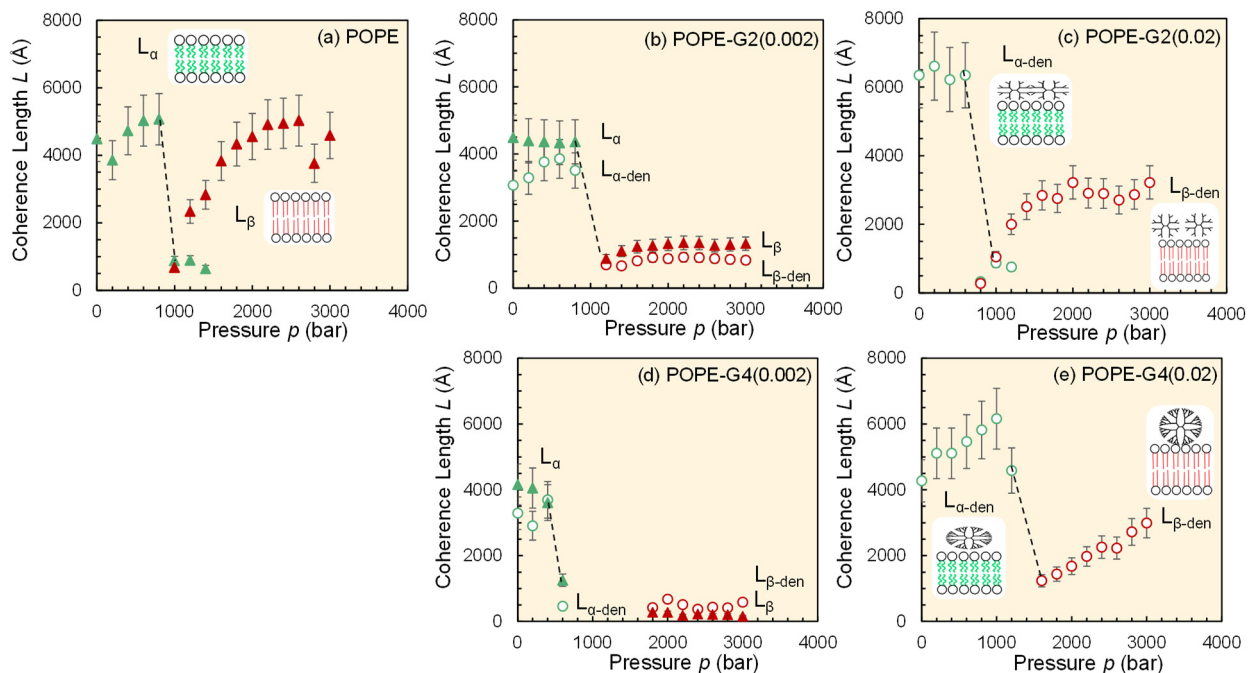 (a) POPE
Lα
Lβ
8000
6000
4000
2000
0
0 1000 2000 3000 4000
Coherence Length L (Å)
Pressure p (bar)
(b) POPE-G2(0.002)
Lα
Lα-den
Lβ
Lβ-den
8000
6000
4000
2000
0
0 1000 2000 3000 4000
Coherence Length L (Å)
Pressure p (bar)
(c) POPE-G2(0.02)
Lα-den
Lβ-den
8000
6000
4000
2000
0
0 1000 2000 3000 4000
Coherence Length L (Å)
Pressure p (bar)
(d) POPE-G4(0.002)
Lα
Lα-den
Lβ-den
Lβ
8000
6000
4000
2000
0
0 1000 2000 3000 4000
Coherence Length L (Å)
Pressure p (bar)
(e) POPE-G4(0.02)
Lα-den
Lβ-den
8000
6000
4000
2000
0
0 1000 2000 3000 4000
Coherence Length L (Å)
Pressure p (bar)